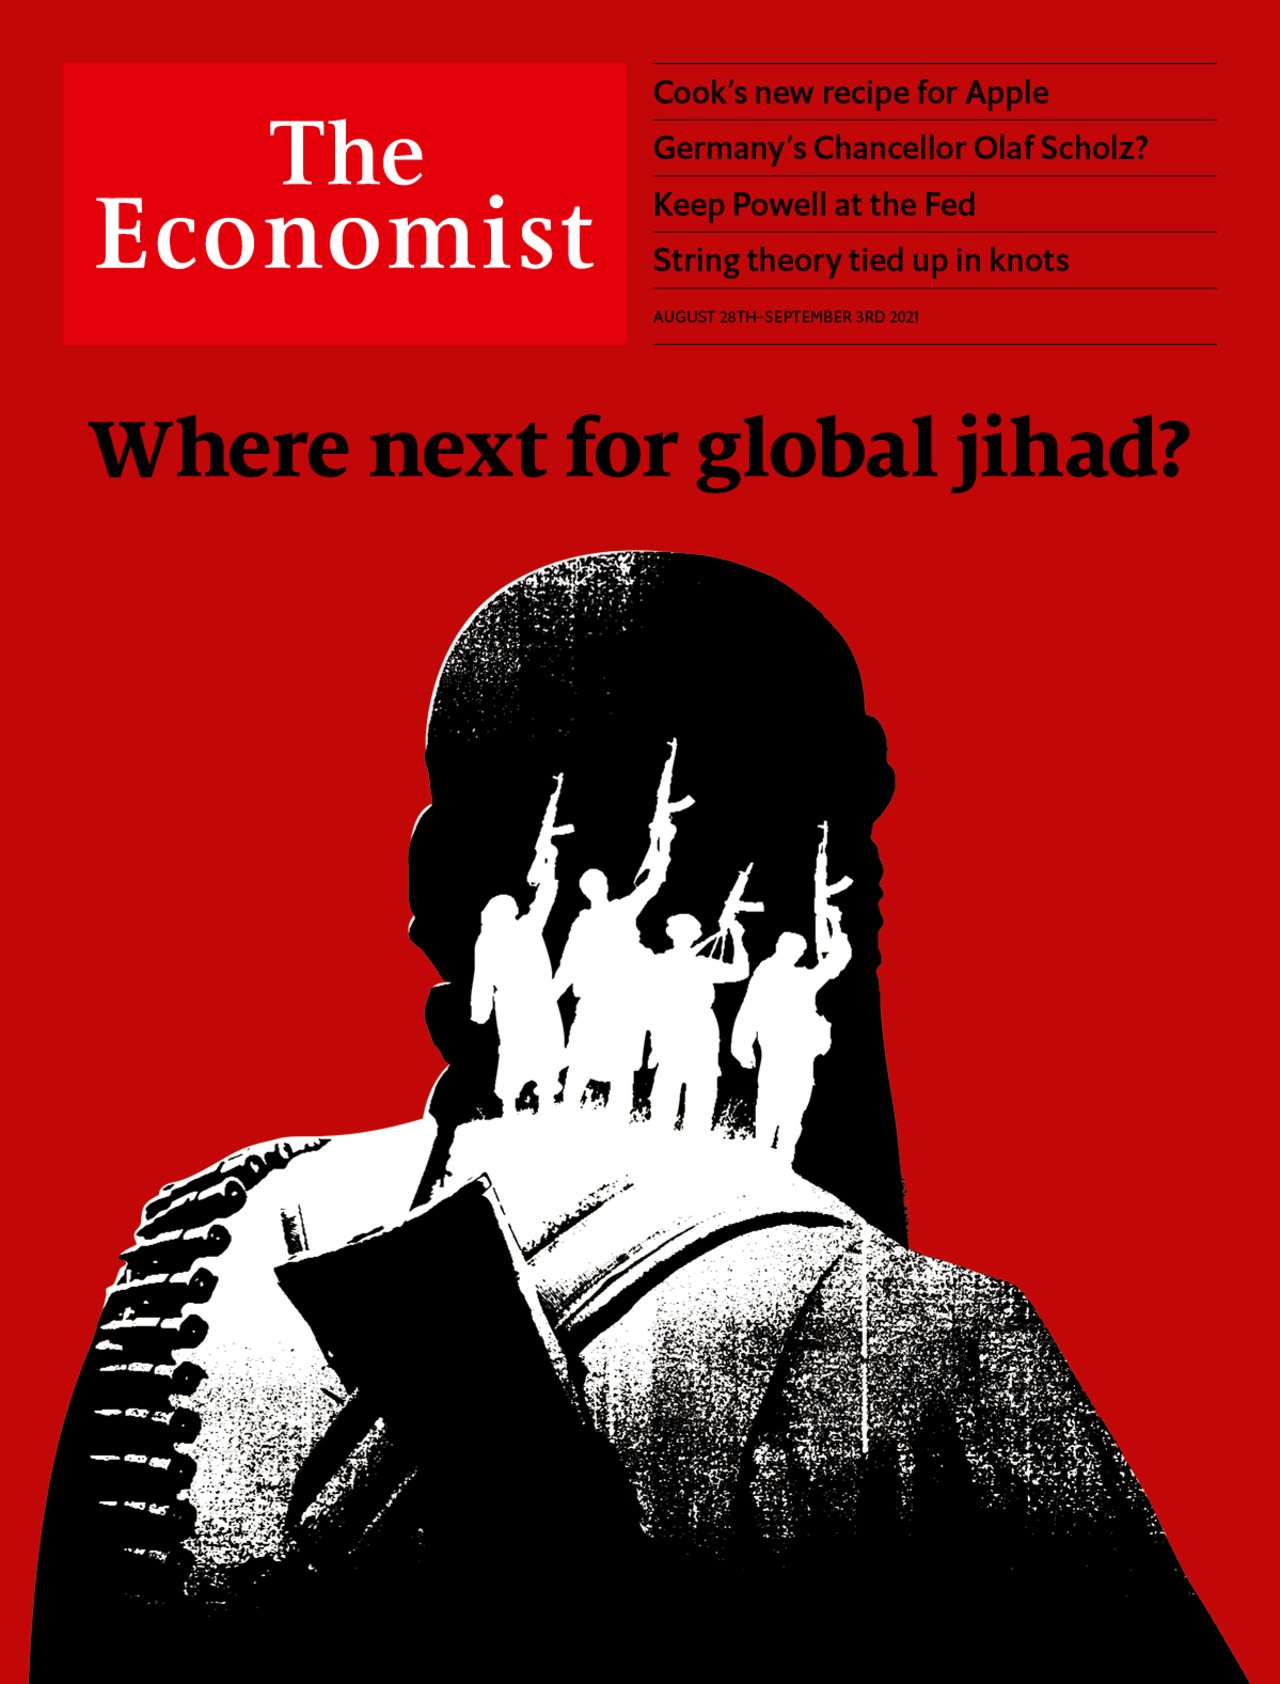 The
Economist
Cook’s new recipe for Apple
Germany’s Chancellor Olaf Scholz?
Keep Powell at the Fed
String theory tied up in knots
AUGUST 28TH–SEPTEMBER 3RD 2021
Where next for global jihad?